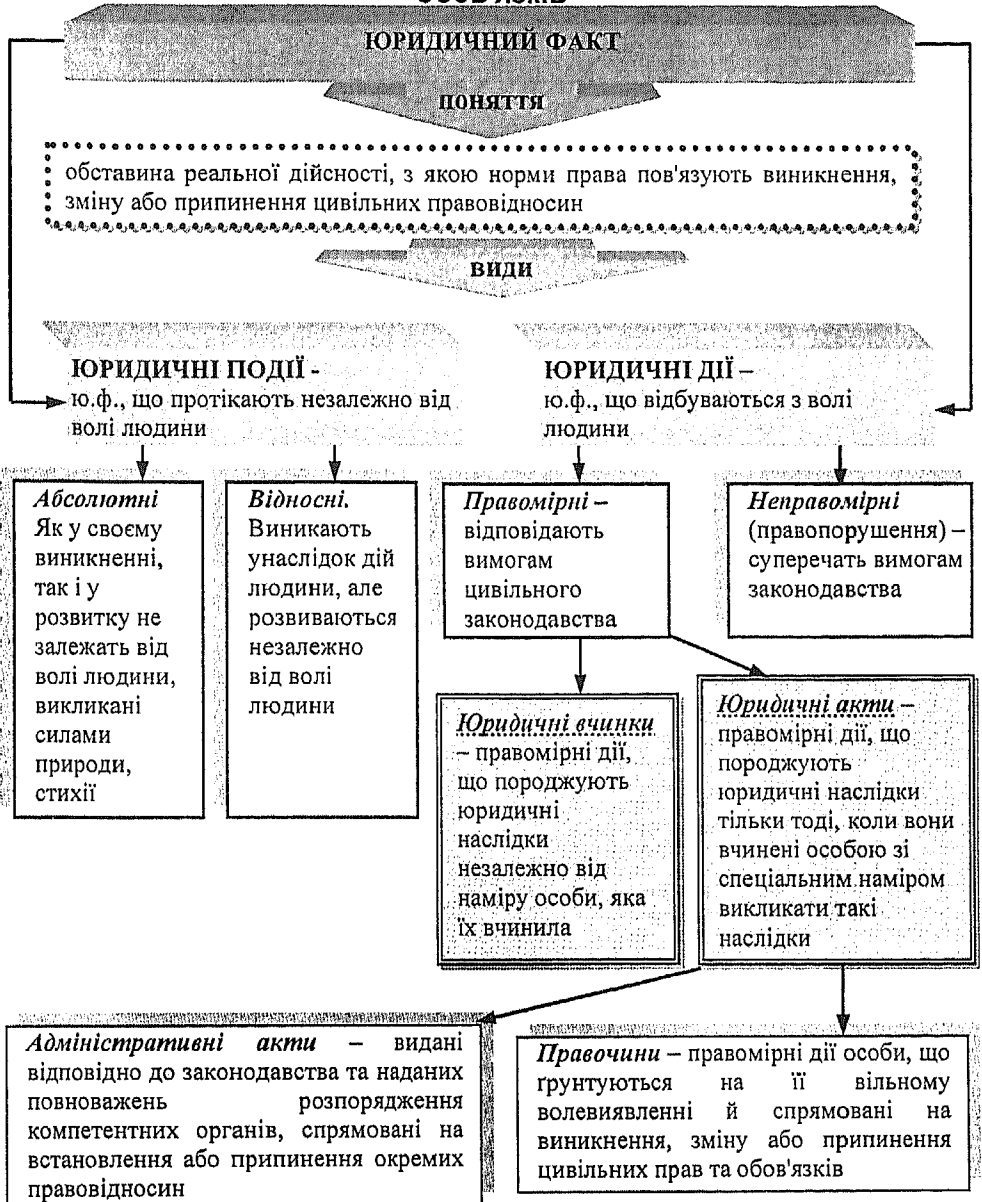 ЮРИДИЧНИЙ ФАКТ
поняття
обставина реальної дійсності, з якою норми права пов'язують виникнення,
зміну або припинення цивільних правовідносин
види
ЮРИДИЧНІ ПОДІЇ -
ю.ф., що протікають незалежно від
волі людини
ЮРИДИЧНІ ДІЇ –
ю.ф., що відбуваються з волі
людини
Абсолютні
Як у своєму
виникненні,
так і у
розвитку не
залежать від
волі людини,
викликані
силами
природи,
стихії
Відносні.
Виникають
унаслідок дій
людини, але
розвиваються
незалежно
від волі
людини
Правомірні –
відповідають
вимогам
цивільного
законодавства
Неправомірні
(правопорушення) –
суперечать вимогам
законодавства
Юридичні вчинки
– правомірні дії,
що породжують
юридичні
наслідки
незалежно від
наміру особи, яка
їх вчинила
Юридичні акти –
правомірні дії, що
породжують
юридичні наслідки
тільки тоді, коли вони
вчинені особою зі
спеціальним наміром
викликати такі
наслідки
Адміністративні акти – видані
відповідно до законодавства та наданих
повноважень розпорядження
компетентних органів, спрямовані на
встановлення або припинення окремих
правовідносин
Правочини – правомірні дії особи, що
ґрунтуються на її вільному
волевиявленні й спрямовані на
виникнення, зміну або припинення
цивільних прав та обов'язків